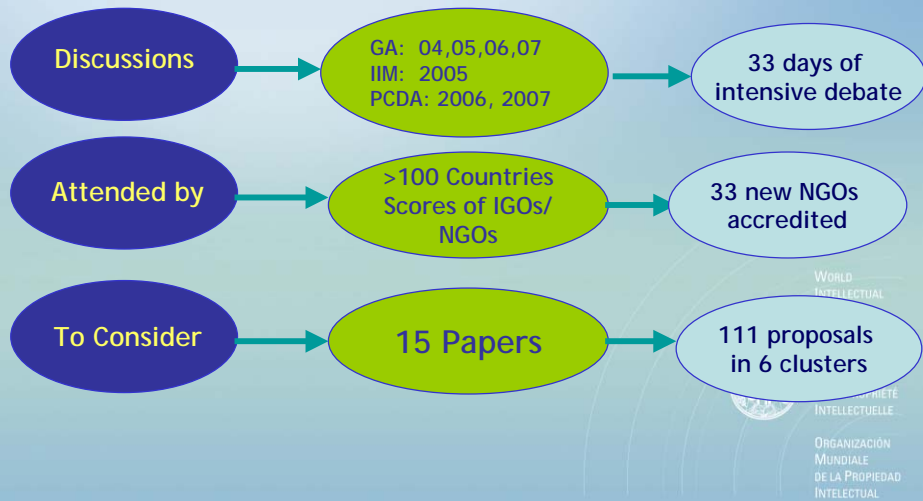 Discussions
GA: 04,05,06,07
IIM: 2005
PCDA: 2006, 2007
33 days of
intensive debate
Attended by
>100 Countries
Scores of IGOs/
NGOs
33 new NGOs
accredited
To Consider
15 Papers
111 proposals
in 6 clusters
WORLD
INTELLECTUAL
INTELLECTUELLE
ORGANIZACIÓN
MUNDIALE
DE LA PROPIEDAD
INTELECTUAL